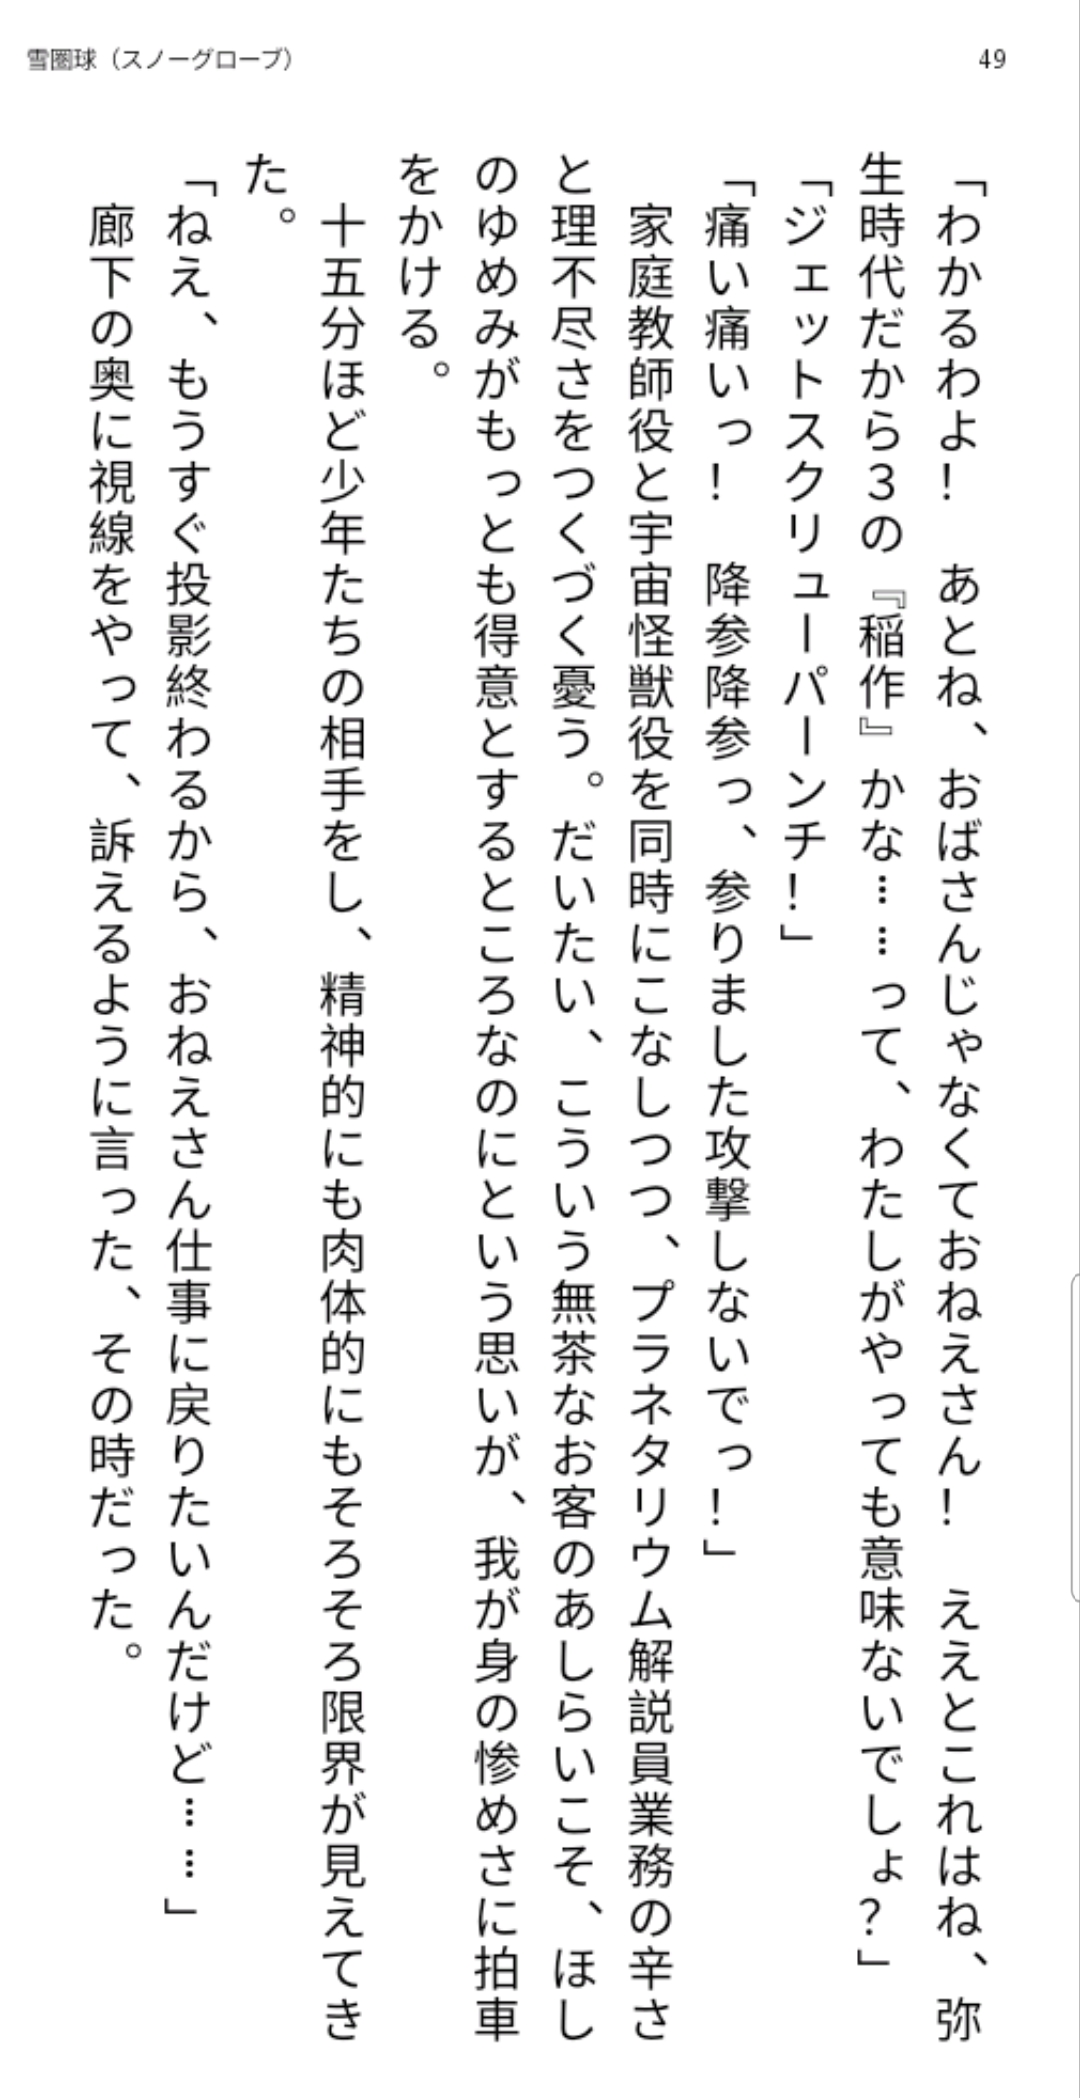 雪圏球（スノーグローブ）
49
「わかるわよ！　あとね、おばさんじゃなくておねえさん！　ええとこれはね、弥
生時代だから３の『稲作』かな……って、わたしがやっても意味ないでしょ？」
「ジェットスクリューパーンチ！」
「痛い痛いっ！　降参降参っ、参りました攻撃しないでっ！」
　家庭教師役と宇宙怪獣役を同時にこなしつつ、プラネタリウム解説員業務の辛さ
と理不尽さをつくづく憂う。だいたい、こういう無茶なお客のあしらいこそ、ほし
のゆめみがもっとも得意とするところなのにという思いが、我が身の惨めさに拍車
をかける。
　十五分ほど少年たちの相手をし、精神的にも肉体的にもそろそろ限界が見えてき
た。
「ねえ、もうすぐ投影終わるから、おねえさん仕事に戻りたいんだけど……」
　廊下の奥に視線をやって、訴えるように言った、その時だった。